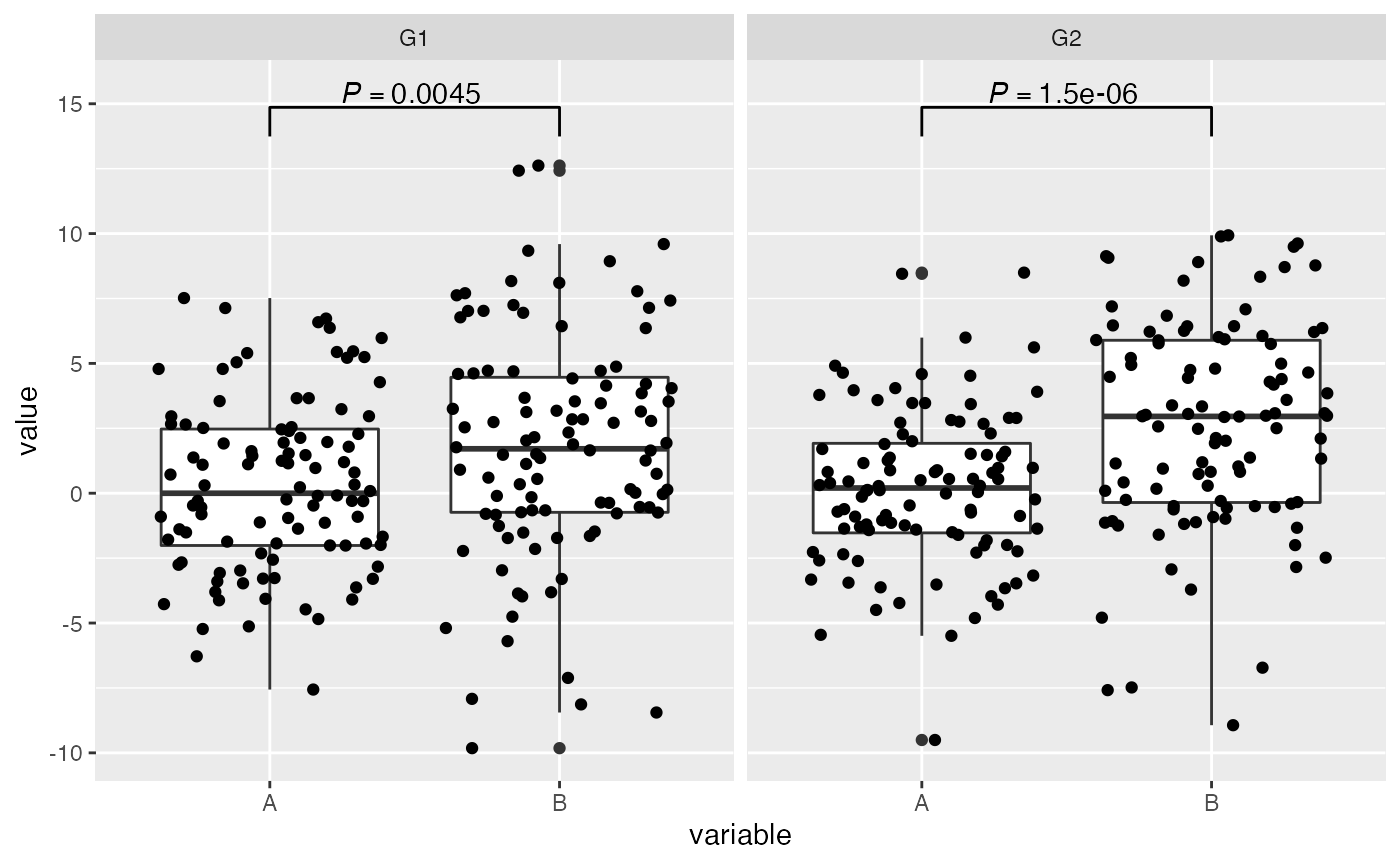 G1 G2
P = 0.0045 P = 1.5e-06
15
10
5
0
-5
-10
value
A B A B
variable